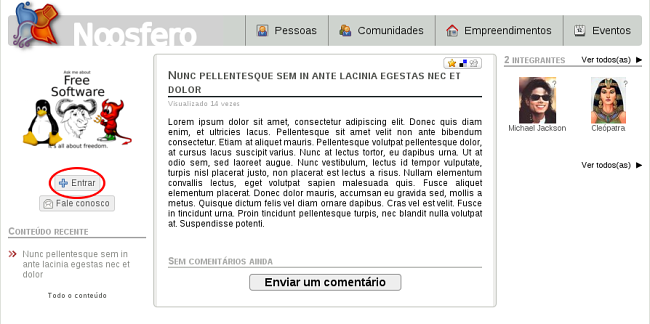 Noosfero
Pessoas
Comunidades
Empreendimentos
Eventos
Ask me about
Free
Software
It's all about freedom.
Entrar
Fale conosco
Conteúdo recente
Nunc pellentesque sem in
ante lacinia egestas nec et
dolor
Todo o conteúdo
Nunc pellentesque sem in ante lacinia egestas nec et
dolor
Visualizado 14 vezes
Lorem ipsum dolor sit amet, consectetur adipiscing elit. Donec quis diam
enim, et ultricies lacus. Pellentesque sit amet velit non ante bibendum
consectetur. Etiam at aliquet mauris. Pellentesque volutpat pellentesque dolor,
at cursus lacus suscipit varius. Nunc at lectus tortor, eu dapibus urna. Ut at
odio sem, sed laoreet augue. Nunc vestibulum, lectus id tempor vulputate,
turpis nisl placerat justo, non placerat est lectus a risus. Nullam elementum
convallis lectus, eget volutpat sapien malesuada quis. Fusce aliquet
elementum placerat. Donec dolor mauris, accumsan eu gravida sed, mollis a
metus. Quisque dictum felis vel diam ornare dapibus. Cras vel est velit. Fusce
in tincidunt urna. Proin tincidunt pellentesque turpis, nec blandit nulla volutpat
at. Suspendisse potenti.
Sem comentários ainda
Enviar um comentário
2 integrantes
Ver todos(as)
?
?
Michael Jackson
Cleópatra
Ver todos(as)